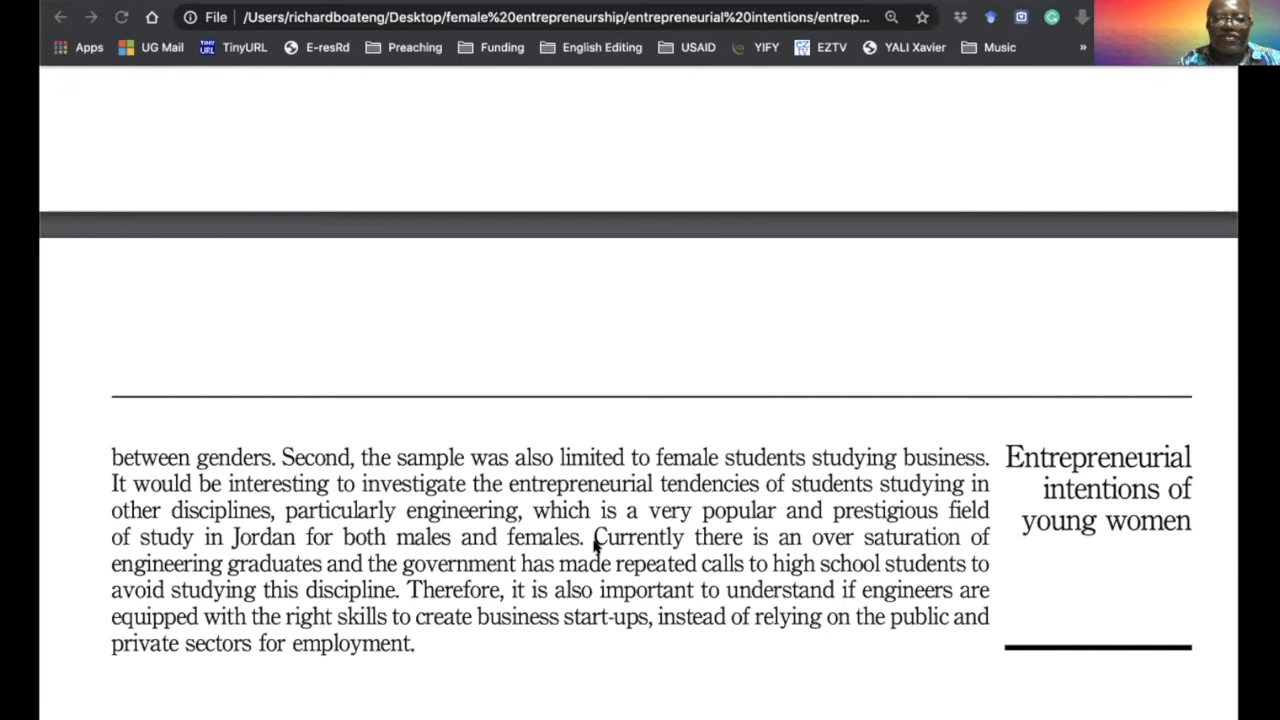 File
/Users/richardboateng/Desktop/female%20entrepreneurship/entrepreneurial%20intentions/entrep...
Apps
UG Mail
TINY
URL
TinyURL
E-resRd
Preaching
Funding
English Editing
USAID
YIFY
EZTV
YALI Xavier
Music
»
between genders. Second, the sample was also limited to female students studying business.
It would be interesting to investigate the entrepreneurial tendencies of students studying in
other disciplines, particularly engineering, which is a very popular and prestigious field
of study in Jordan for both males and females. Currently there is an over saturation of
engineering graduates and the government has made repeated calls to high school students to
avoid studying this discipline. Therefore, it is also important to understand if engineers are
equipped with the right skills to create business start-ups, instead of relying on the public and
private sectors for employment.
Entrepreneurial
intentions of
young women